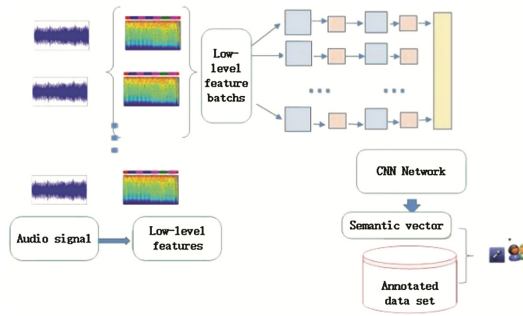 Low-
level
feature
batchs
CNN Network
Semantic vector
Audio signal
Low-level
features
Annotated
data set